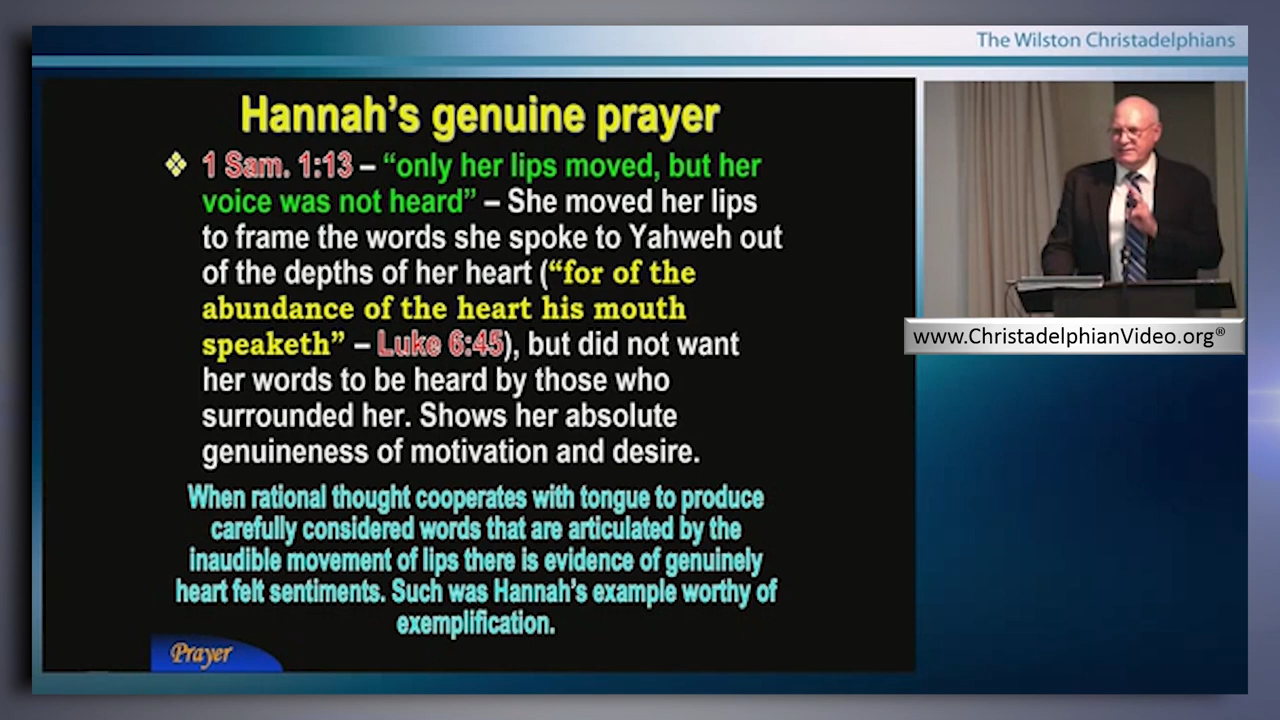 The Wilston Christadelphians
Hannah's genuine prayer
❖ 1 Sam. 1:13 – "only her lips moved, but her
voice was not heard" – She moved her lips
to frame the words she spoke to Yahweh out
of the depths of her heart ("for of the
abundance of the heart his mouth
speaketh" – Luke 6:45), but did not want
her words to be heard by those who
surrounded her. Shows her absolute
genuineness of motivation and desire.
When rational thought cooperates with tongue to produce
carefully considered words that are articulated by the
inaudible movement of lips there is evidence of genuinely
heart felt sentiments. Such was Hannah's example worthy of
exemplification.
Prayer
www.ChristadelphianVideo.org®